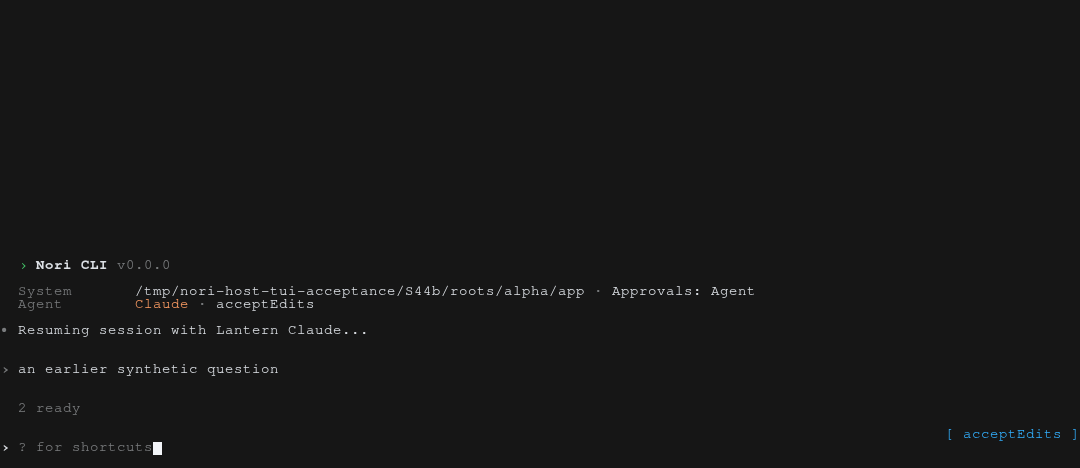 › Nori CLI v0.0.0
System /tmp/nori-host-tui-acceptance/S44b/roots/alpha/app · Approvals: Agent
Agent Claude · acceptEdits
• Resuming session with Lantern Claude...
› an earlier synthetic question
2 ready
[ acceptEdits ]
› ? for shortcuts